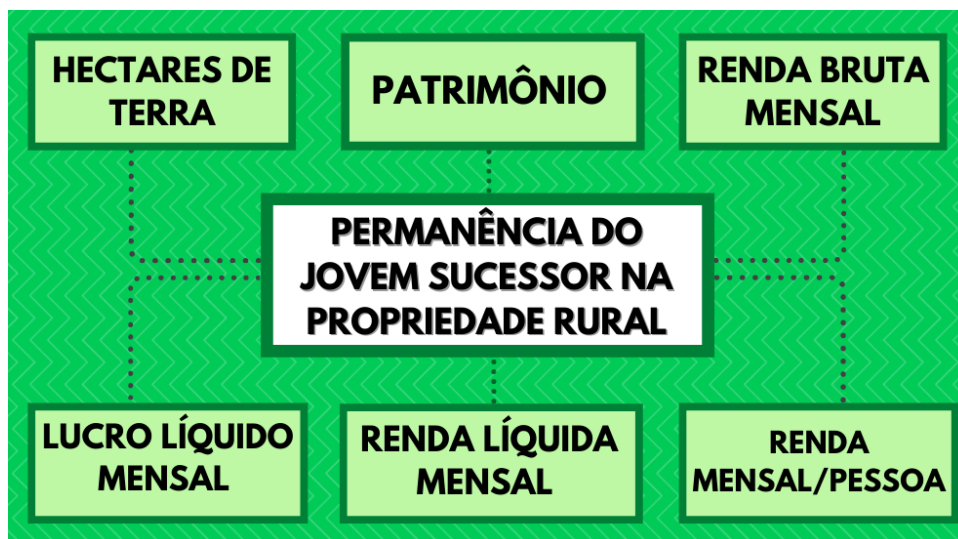 HECTARES DE
TERRA
PATRIMÔNIO
RENDA BRUTA
MENSAL
PERMANÊNCIA DO
JOVEM SUCESSOR NA
PROPRIEDADE RURAL
LUCRO LÍQUIDO
MENSAL
RENDA LÍQUIDA
MENSAL
RENDA
MENSAL/PESSOA